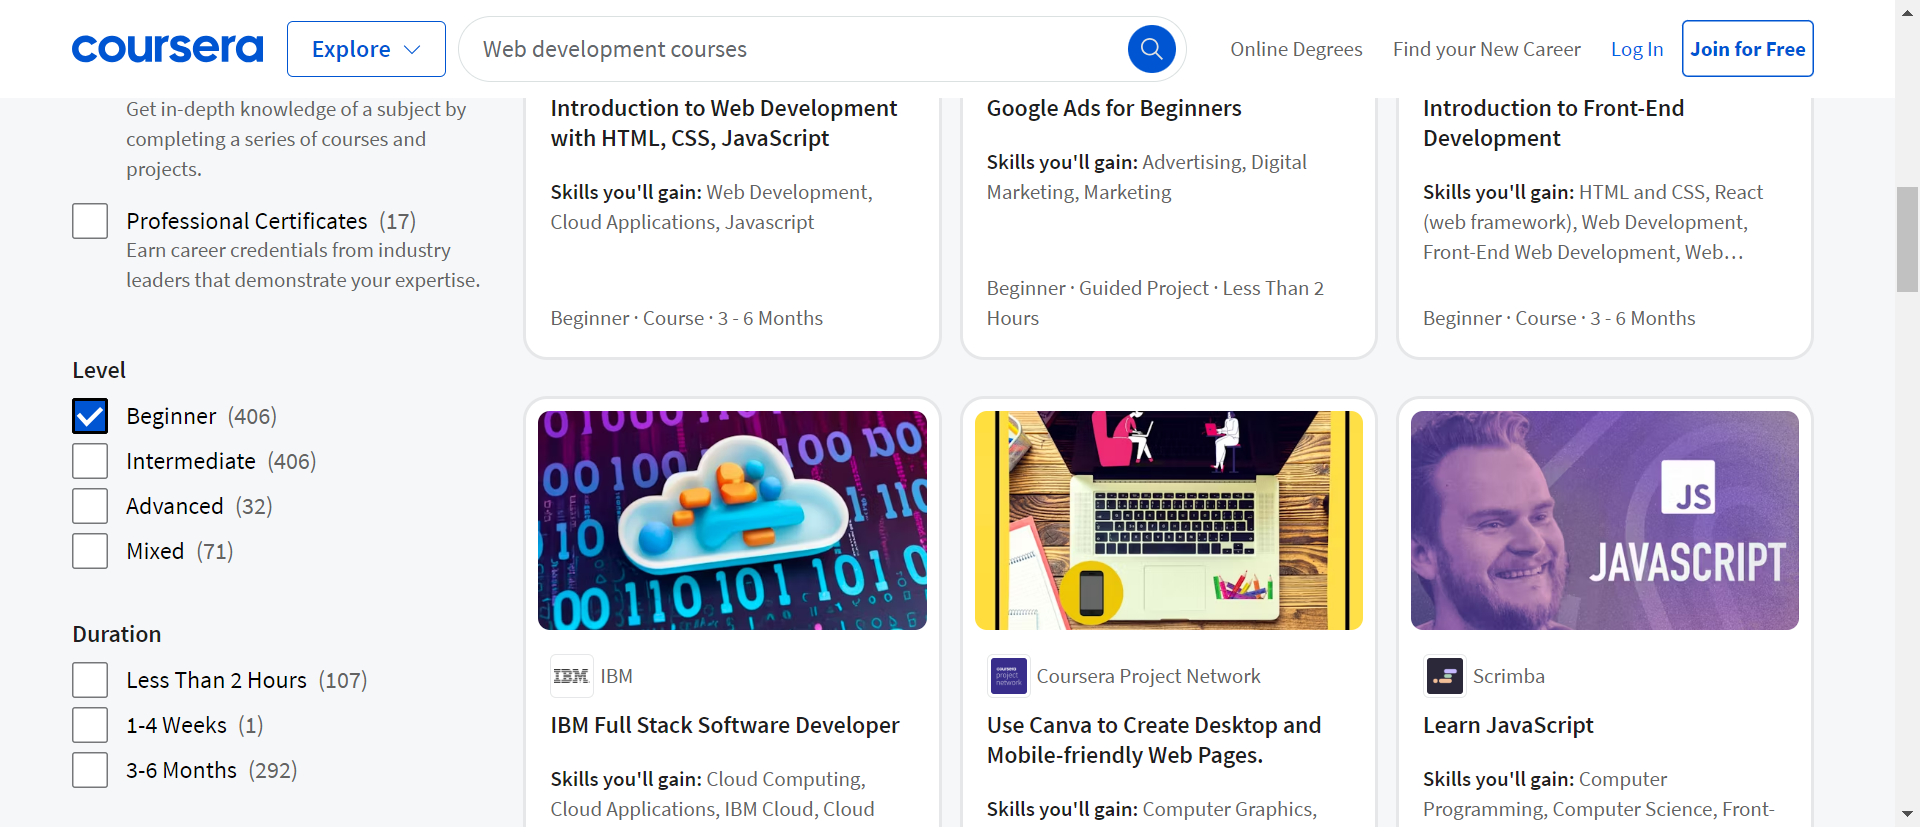 coursera
Explore
Web development courses
Online Degrees
Find your New Career
Log In
Join for Free
Get in-depth knowledge of a subject by
completing a series of courses and
projects.
Professional Certificates (17)
Earn career credentials from industry
leaders that demonstrate your expertise.
Level
Beginner (406)
Intermediate (406)
Advanced (32)
Mixed (71)
Duration
Less Than 2 Hours (107)
1-4 Weeks (1)
3-6 Months (292)
Introduction to Web Development
with HTML, CSS, JavaScript
Skills you'll gain: Web Development,
Cloud Applications, Javascript
Beginner · Course · 3 - 6 Months
Google Ads for Beginners
Skills you'll gain: Advertising, Digital
Marketing, Marketing
Beginner · Guided Project · Less Than 2
Hours
Introduction to Front-End
Development
Skills you'll gain: HTML and CSS, React
(web framework), Web Development,
Front-End Web Development, Web…
Beginner · Course · 3 - 6 Months
IBM
IBM
IBM Full Stack Software Developer
Skills you'll gain: Cloud Computing,
Cloud Applications, IBM Cloud, Cloud
coursera
project
network
Coursera Project Network
Use Canva to Create Desktop and
Mobile-friendly Web Pages.
Skills you'll gain: Computer Graphics,
JS
JAVASCRIPT
Scrimba
Learn JavaScript
Skills you'll gain: Computer
Programming, Computer Science, Front-